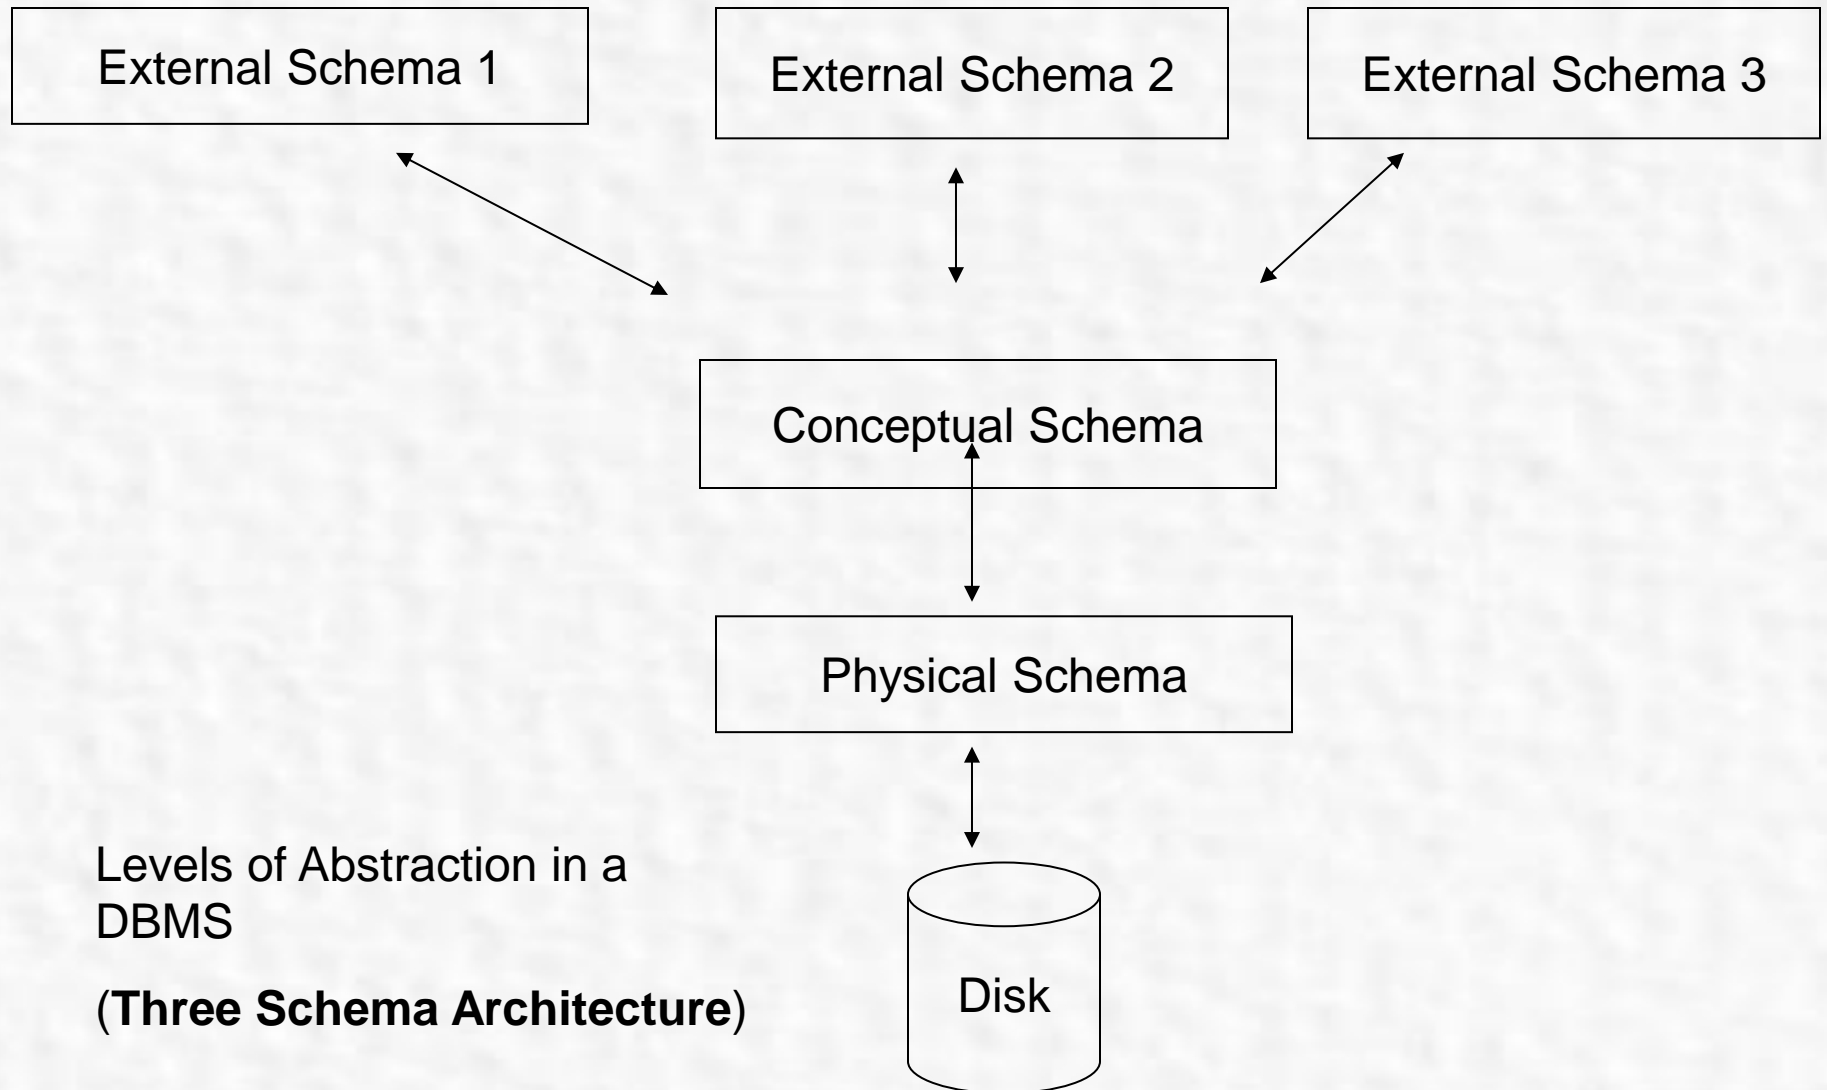 External Schema 1
External Schema 2
External Schema 3
Conceptual Schema
Physical Schema
Levels of Abstraction in a
DBMS
(Three Schema Architecture)
Disk